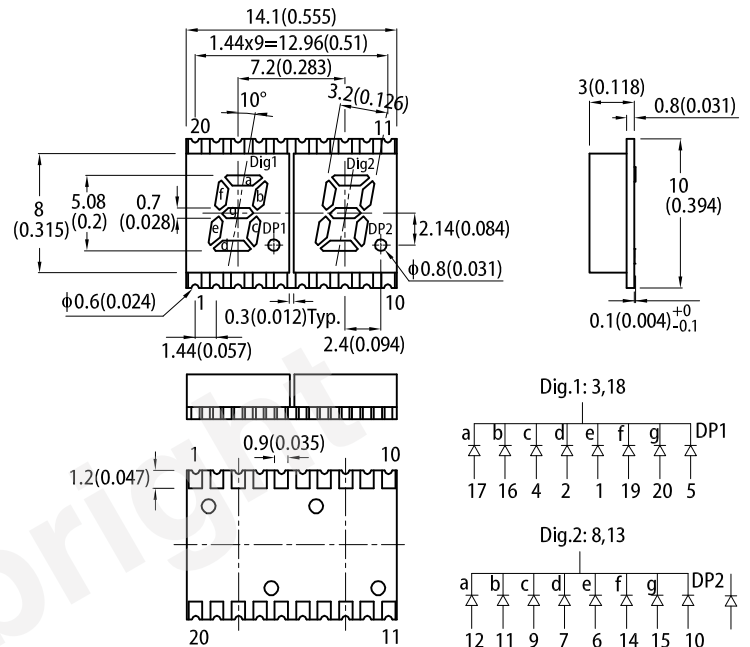 14.1(0.555)
1.44x9=12.96(0.51)
7.2(0.283)
10°
3.2(0.126)
20
11
Dig1
Dig2
a
b
c
d
e
f
g
DP1
DP2
8
(0.315)
5.08
(0.2)
0.7
(0.028)
2.14(0.084)
ϕ0.8(0.031)
ϕ0.6(0.024)
1
10
0.3(0.012)Typ.
1.44(0.057)
2.4(0.094)
3(0.118)
0.8(0.031)
10
(0.394)
0.1(0.004)+0 -0.1
0.9(0.035)
1
10
1.2(0.047)
20
11
Dig.1: 3,18
a b c d e f g DP1
17 16 4 2 1 19 20 5
Dig.2: 8,13
a b c d e f g DP2
12 11 9 7 6 14 15 10
bright